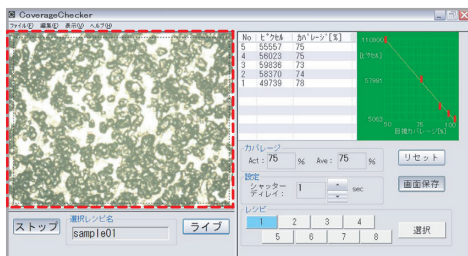 CoverageChecker
ファイル(F) 編集(E) 表示(V) ヘルプ(H)
No ピクセル カバレージ[%]
5 55557 75
4 56023 75
3 59836 73
2 58370 74
1 49739 78
110000
[ピクセル]
5063
50 75 100
目視カバレージ[%]
カバレージ
Act : 75 % Ave: 75 %
リセット
設定
シャッター
ディレイ: 1 sec
画面保存
レシピ
1 2 3 4
5 6 7 8
選択
ストップ
選択レシピ名
sample01
ライブ